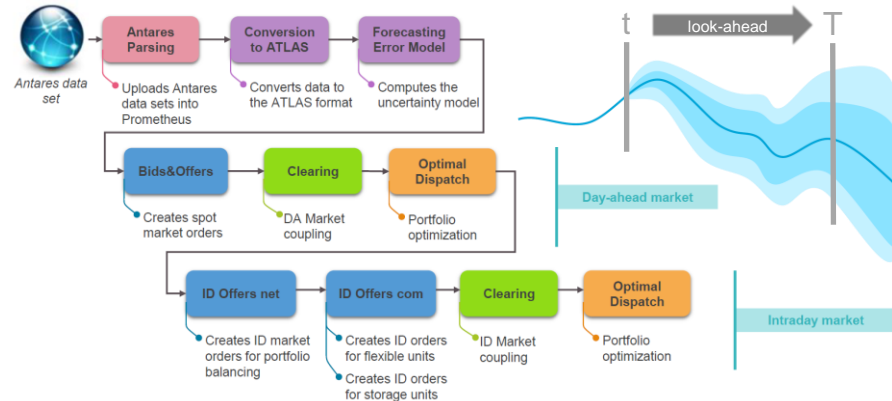 Antares data
set
Antares
Parsing
Uploads Antares
data sets into
Prometheus
Conversion
to ATLAS
Converts data to
the ATLAS format
Forecasting
Error Model
Computes the
uncertainty model
t
look-ahead
T
Bids&Offers
Creates spot
market orders
Clearing
DA Market
coupling
Optimal
Dispatch
Portfolio
optimization
Day-ahead market
ID Offers net
Creates ID market
orders for portfolio
balancing
ID Offers com
Creates ID orders
for flexible units
Creates ID orders
for storage units
Clearing
ID Market
coupling
Optimal
Dispatch
Portfolio
optimization
Intraday market